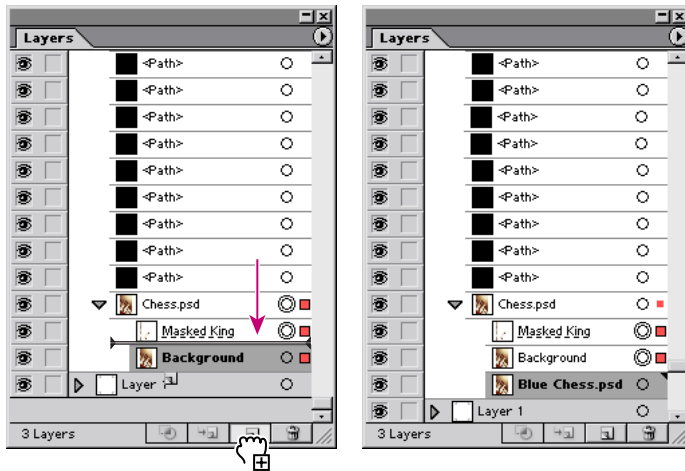 Layers
<Path>
<Path>
<Path>
<Path>
<Path>
<Path>
<Path>
<Path>
<Path>
Chess.psd
Masked King
Background
Layer
3 Layers
Layers
<Path>
<Path>
<Path>
<Path>
<Path>
<Path>
<Path>
<Path>
<Path>
Chess.psd
Masked King
Background
Blue Chess.psd
Layer 1
3 Layers